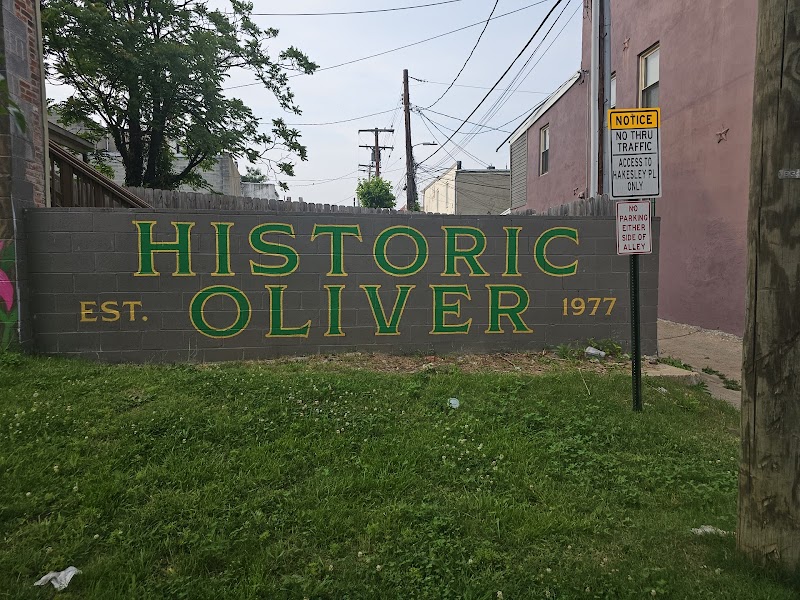 HISTORIC
EST. OLIVER 1977
NOTICE
NO THRU
TRAFFIC
ACCESS TO
HAKESLEY PL
ONLY
NO
PARKING
EITHER
SIDE OF
ALLEY